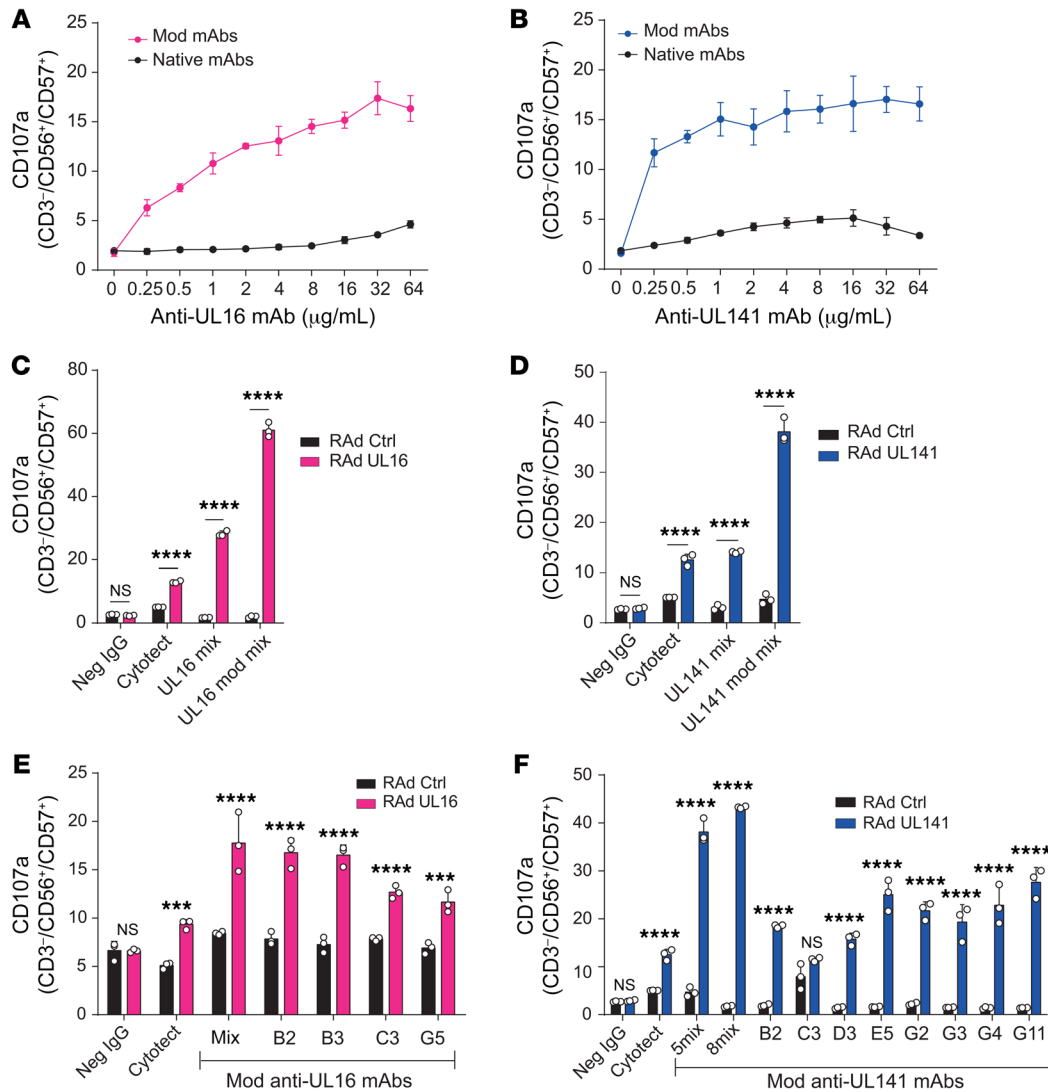 A
25
20
15
10
5
0
CD107a
(CD3⁻/CD56⁺/CD57⁺)
Mod mAbs
Native mAbs
0 0.25 0.5 1 2 4 8 16 32 64
Anti-UL16 mAb (μg/mL)
B
25
20
15
10
5
0
CD107a
(CD3⁻/CD56⁺/CD57⁺)
Mod mAbs
Native mAbs
0 0.25 0.5 1 2 4 8 16 32 64
Anti-UL141 mAb (μg/mL)
C
80
60
40
20
0
CD107a
(CD3⁻/CD56⁺/CD57⁺)
RAd Ctrl
RAd UL16
NS
****
****
****
Neg IgG
Cytotect
UL16 mix
UL16 mod mix
D
50
40
30
20
10
0
CD107a
(CD3⁻/CD56⁺/CD57⁺)
RAd Ctrl
RAd UL141
NS
****
****
****
Neg IgG
Cytotect
UL141 mix
UL141 mod mix
E
25
20
15
10
5
0
CD107a
(CD3⁻/CD56⁺/CD57⁺)
RAd Ctrl
RAd UL16
NS
***
****
****
****
****
***
Neg IgG
Cytotect
Mix B2 B3 C3 G5
Mod anti-UL16 mAbs
F
50
40
30
20
10
0
CD107a
(CD3⁻/CD56⁺/CD57⁺)
RAd Ctrl
RAd UL141
NS
****
****
****
****
NS
****
****
****
****
****
****
Neg IgG
Cytotect
5mix
8mix
B2 C3 D3 E5 G2 G3 G4 G11
Mod anti-UL141 mAbs